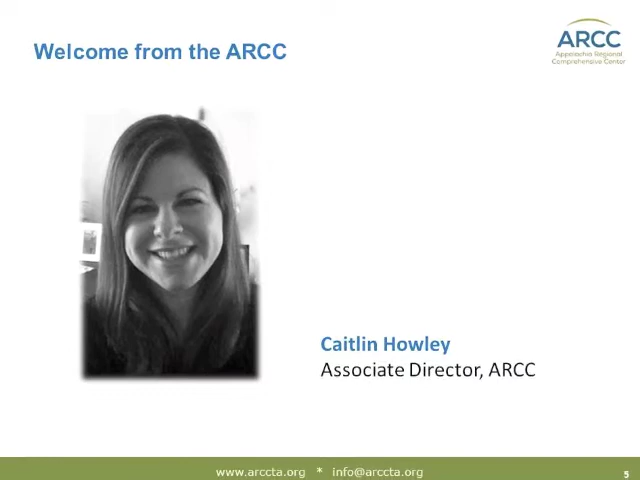 Welcome from the ARCC
ARCC
Appalachia Regional
Comprehensive Center
Caitlin Howley
Associate Director, ARCC
www.arccta.org * info@arccta.org
5